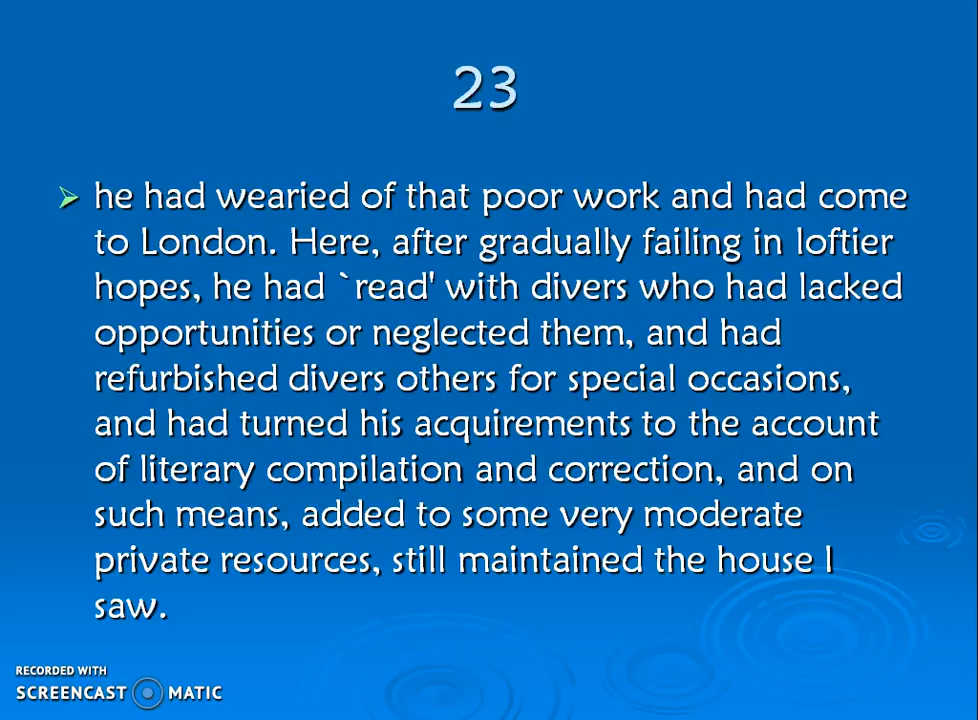 23
he had wearied of that poor work and had come
to London. Here, after gradually failing in loftier
hopes, he had `read' with divers who had lacked
opportunities or neglected them, and had
refurbished divers others for special occasions,
and had turned his acquirements to the account
of literary compilation and correction, and on
such means, added to some very moderate
private resources, still maintained the house I
saw.
RECORDED WITH
SCREENCAST MATIC